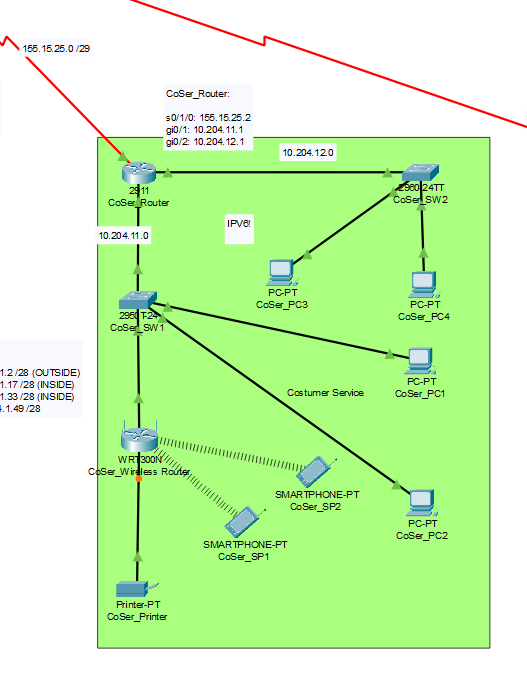 155.15.25.0 /29
CoSer_Router:
s0/1/0: 155.15.25.2
gi0/1: 10.204.11.1
gi0/2: 10.204.12.1
10.204.12.0
2911
CoSer_Router
2960-24TT
CoSer_SW2
10.204.11.0
IPV6!
PC-PT
CoSer_PC3
PC-PT
CoSer_PC4
2950T-24
CoSer_SW1
PC-PT
CoSer_PC1
1.2 /28 (OUTSIDE)
1.17 /28 (INSIDE)
1.33 /28 (INSIDE)
.1.49 /28
Costumer Service
WRT300N
CoSer_Wireless Router
SMARTPHONE-PT
CoSer_SP2
PC-PT
CoSer_PC2
SMARTPHONE-PT
CoSer_SP1
Printer-PT
CoSer_Printer